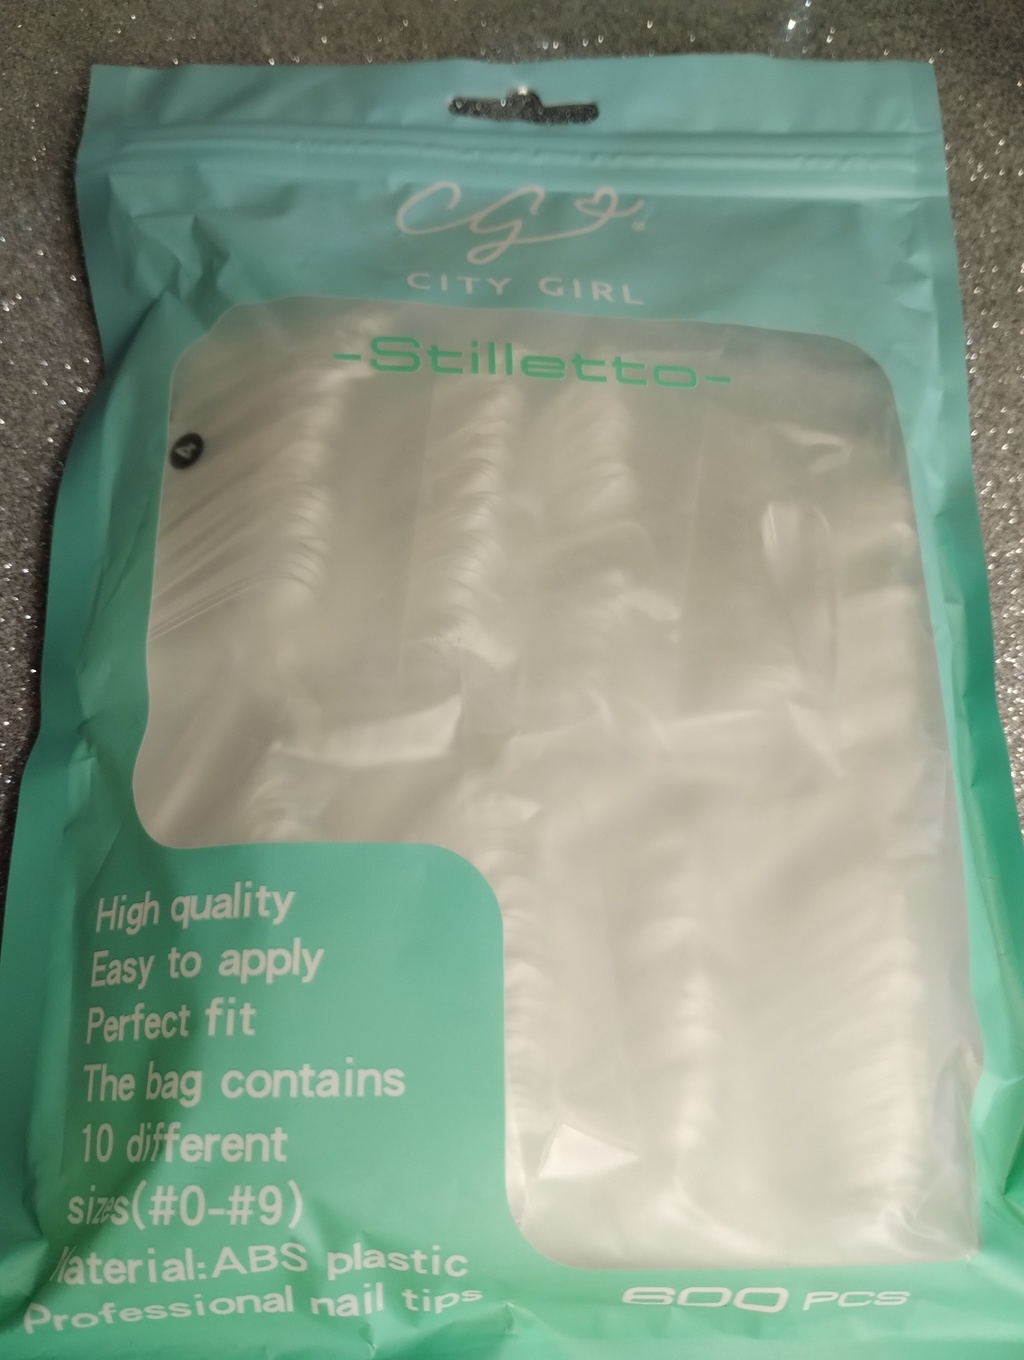 CG®
CITY GIRL
-Stilletto-
4
High quality
Easy to apply
Perfect fit
The bag contains
10 different
sizes(#0-#9)
Material:ABS plastic
Professional nail tips
600 PCS